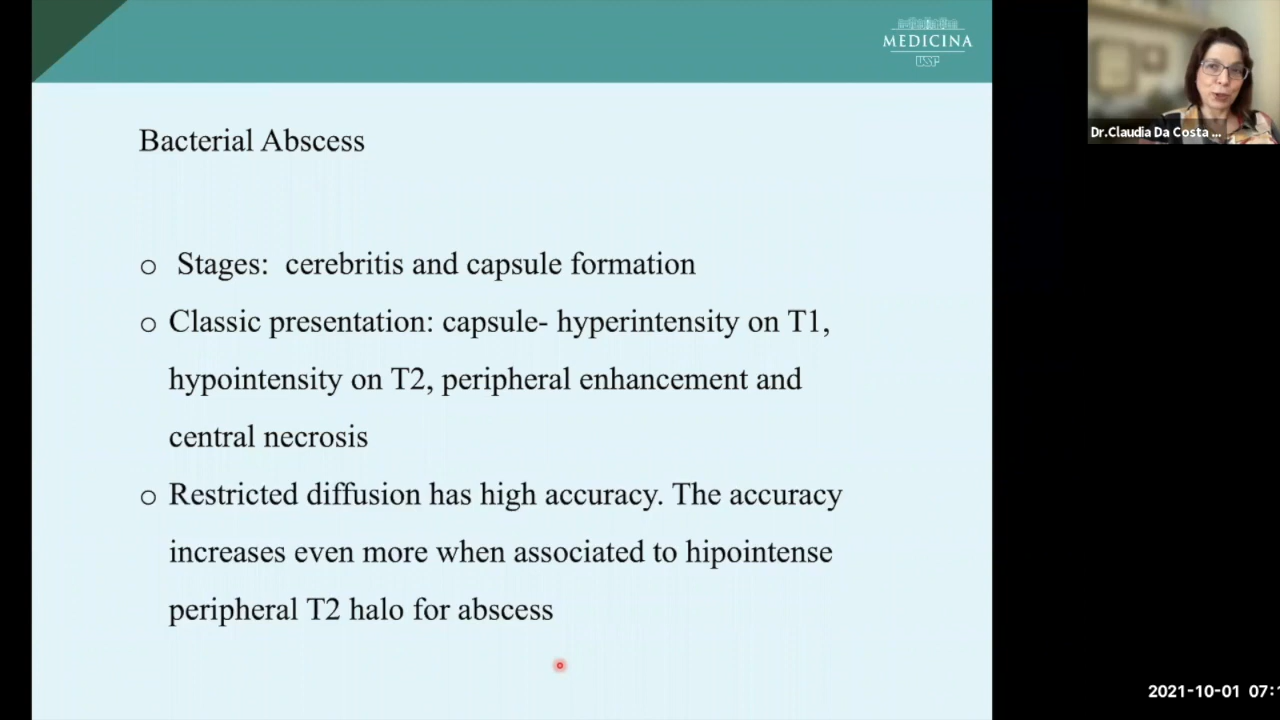 MEDICINA
USP
Dr.Claudia Da Costa ...
Bacterial Abscess
o Stages: cerebritis and capsule formation
o Classic presentation: capsule- hyperintensity on T1,
hypointensity on T2, peripheral enhancement and
central necrosis
o Restricted diffusion has high accuracy. The accuracy
increases even more when associated to hipointense
peripheral T2 halo for abscess
2021-10-01 07:1